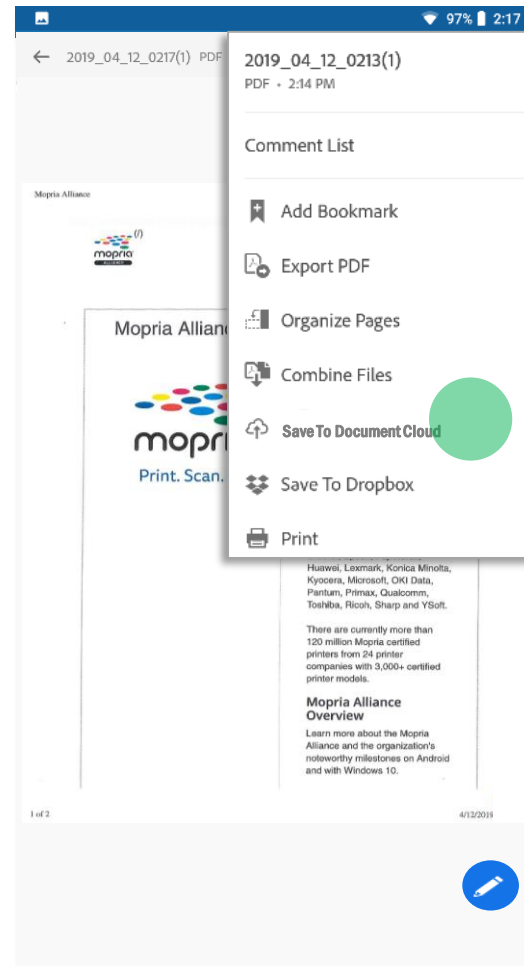 97% 2:17
2019_04_12_0217(1) PDF
2019_04_12_0213(1)
PDF • 2:14 PM
Comment List
Add Bookmark
Export PDF
Organize Pages
Combine Files
Save To Document Cloud
Save To Dropbox
Print
Mopria Alliance
(/)
mopria
ALLIANCE
Mopria Allian
mopri
Print. Scan.
Huawei, Lexmark, Konica Minolta,
Kyocera, Microsoft, OKI Data,
Pantum, Primax, Qualcomm,
Toshiba, Ricoh, Sharp and YSoft.
There are currently more than
120 million Mopria certified
printers from 24 printer
companies with 3,000+ certified
printer models.
Mopria Alliance
Overview
Learn more about the Mopria
Alliance and the organization's
noteworthy milestones on Android
and with Windows 10.
1 of 2
4/12/2019